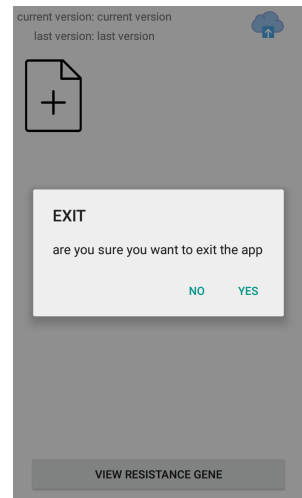 current version: current version
last version: last version
EXIT
are you sure you want to exit the app
NO YES
VIEW RESISTANCE GENE